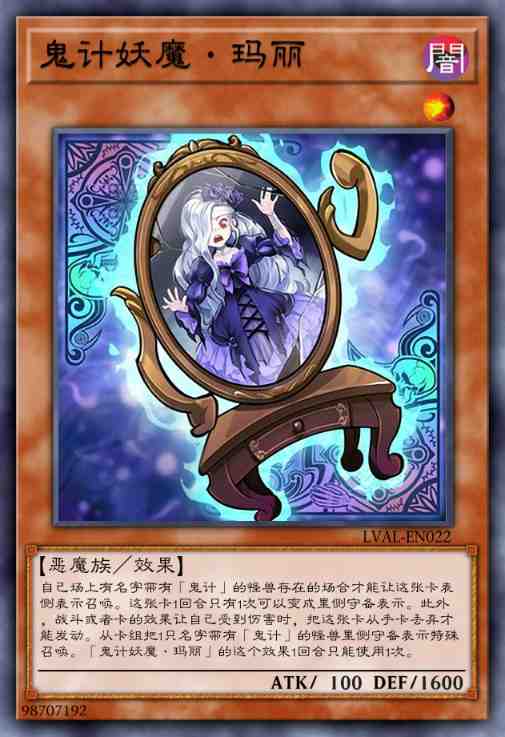 鬼计妖魔·玛丽
闇
LVAL-EN022
【恶魔族／效果】
自己场上有名字带有「鬼计」的怪兽存在的场合才能让这张卡表
侧表示召唤。这张卡1回合只有1次可以变成里侧守备表示。此外
，战斗或者卡的效果让自己受到伤害时，把这张卡从手卡丢弃才
能发动。从卡组把1只名字带有「鬼计」的怪兽里侧守备表示特殊
召唤。「鬼计妖魔·玛丽」的这个效果1回合只能使用1次。
ATK/ 100 DEF/1600
98707192